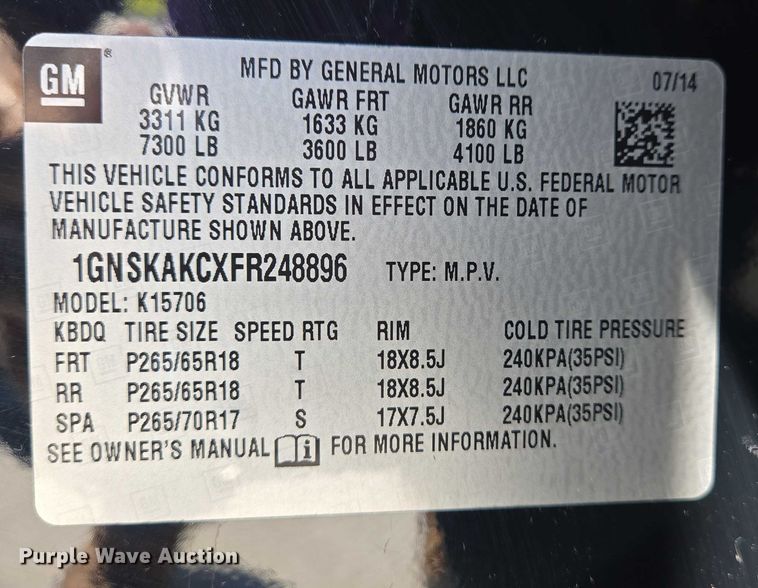 GM ®
MFD BY GENERAL MOTORS LLC 07/14
GVWR GAWR FRT GAWR RR
3311 KG 1633 KG 1860 KG
7300 LB 3600 LB 4100 LB
THIS VEHICLE CONFORMS TO ALL APPLICABLE U.S. FEDERAL MOTOR
VEHICLE SAFETY STANDARDS IN EFFECT ON THE DATE OF
MANUFACTURE SHOWN ABOVE.
1GNSKAKCXFR248896 TYPE: M.P.V.
MODEL: K15706
KBDQ TIRE SIZE SPEED RTG RIM COLD TIRE PRESSURE
FRT P265/65R18 T 18X8.5J 240KPA(35PSI)
RR P265/65R18 T 18X8.5J 240KPA(35PSI)
SPA P265/70R17 S 17X7.5J 240KPA(35PSI)
SEE OWNER'S MANUAL i FOR MORE INFORMATION.
Purple Wave Auction